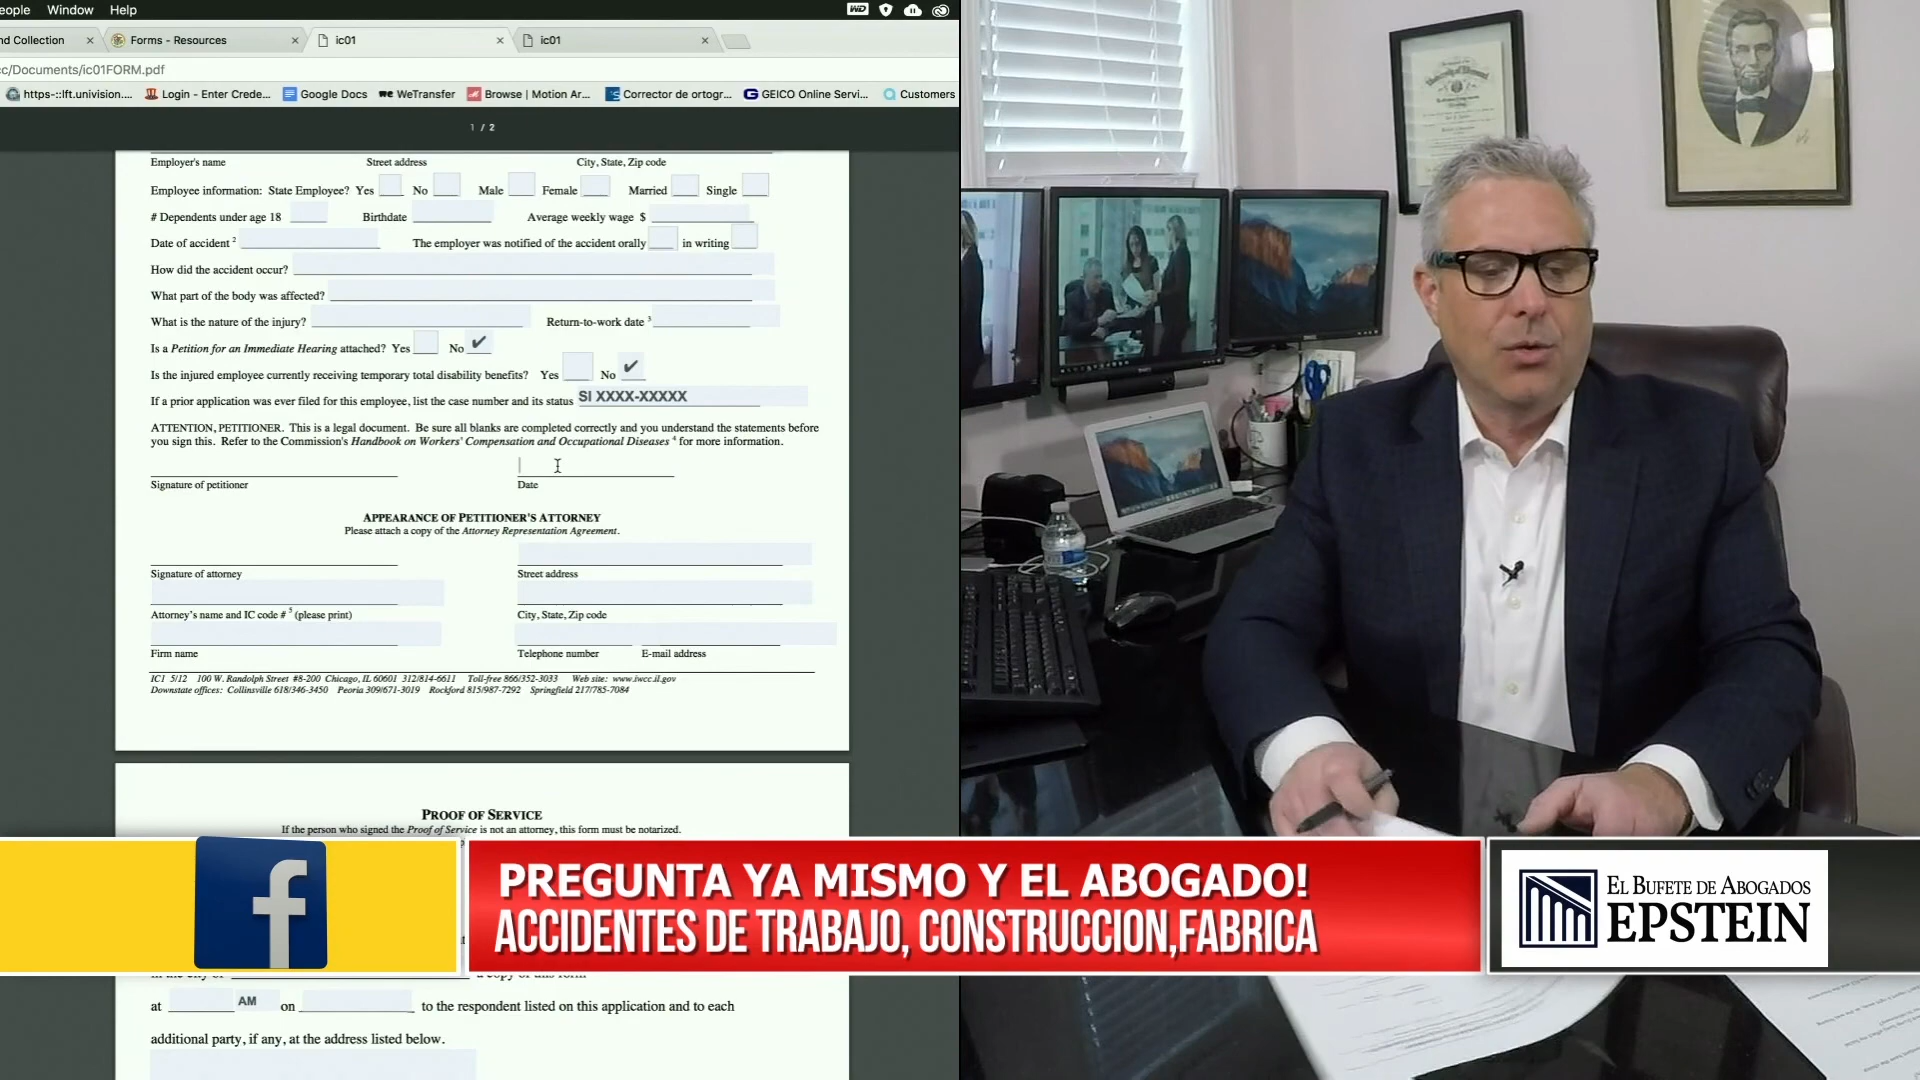 eople Window Help
nd Collection
Forms - Resources
ic01
ic01
c/Documents/ic01FORM.pdf
https-::lft.univision....
Login - Enter Crede...
Google Docs
WeTransfer
Browse | Motion Ar...
Corrector de ortogr...
GEICO Online Servi...
Customers
1 / 2
Employer's name Street address City, State, Zip code
Employee information: State Employee? Yes No Male Female Married Single
# Dependents under age 18 Birthdate Average weekly wage $
Date of accident 2 The employer was notified of the accident orally in writing
How did the accident occur?
What part of the body was affected?
What is the nature of the injury? Return-to-work date 3
Is a Petition for an Immediate Hearing attached? Yes No ✔
Is the injured employee currently receiving temporary total disability benefits? Yes No ✔
If a prior application was ever filed for this employee, list the case number and its status SI XXXX-XXXXX
ATTENTION, PETITIONER. This is a legal document. Be sure all blanks are completed correctly and you understand the statements before
you sign this. Refer to the Commission's Handbook on Workers' Compensation and Occupational Diseases 4 for more information.
Signature of petitioner Date
APPEARANCE OF PETITIONER'S ATTORNEY
Please attach a copy of the Attorney Representation Agreement.
Signature of attorney Street address
Attorney's name and IC code # 5 (please print) City, State, Zip code
Firm name Telephone number E-mail address
IC1 5/12 100 W. Randolph Street #8-200 Chicago, IL 60601 312/814-6611 Toll-free 866/352-3033 Web site: www.iwcc.il.gov
Downstate offices: Collinsville 618/346-3450 Peoria 309/671-3019 Rockford 815/987-7292 Springfield 217/785-7084
PROOF OF SERVICE
If the person who signed the Proof of Service is not an attorney, this form must be notarized.
PREGUNTA YA MISMO Y EL ABOGADO!
ACCIDENTES DE TRABAJO, CONSTRUCCION,FABRICA
EL BUFETE DE ABOGADOS
EPSTEIN
at AM on to the respondent listed on this application and to each
additional party, if any, at the address listed below.